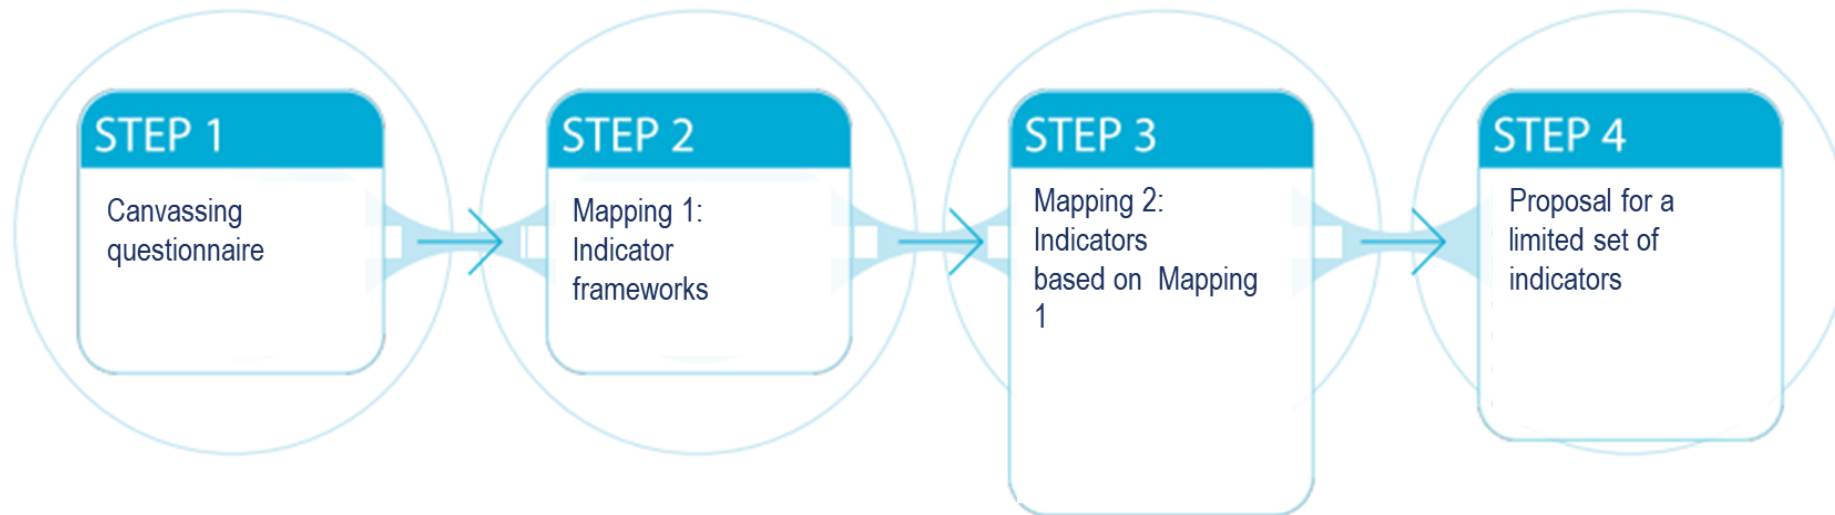 STEP 1
Canvassing
questionnaire
STEP 2
Mapping 1:
Indicator
frameworks
STEP 3
Mapping 2:
Indicators
based on  Mapping
1
STEP 4
Proposal for a
limited set of
indicators